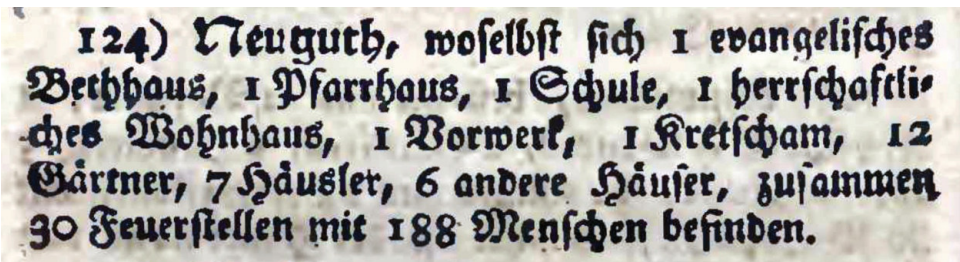 124) Neuguth, woſelbſt ſich 1 evangeliſches
Bethhaus, 1 Pfarrhaus, 1 Schule, 1 herrſchaftli-
ches Wohnhaus, 1 Vorwerk, 1 Kretſcham, 12
Gärtner, 7 Häusler, 6 andere Häuſer, zuſammen
30 Feuerſtellen mit 188 Menſchen befinden.